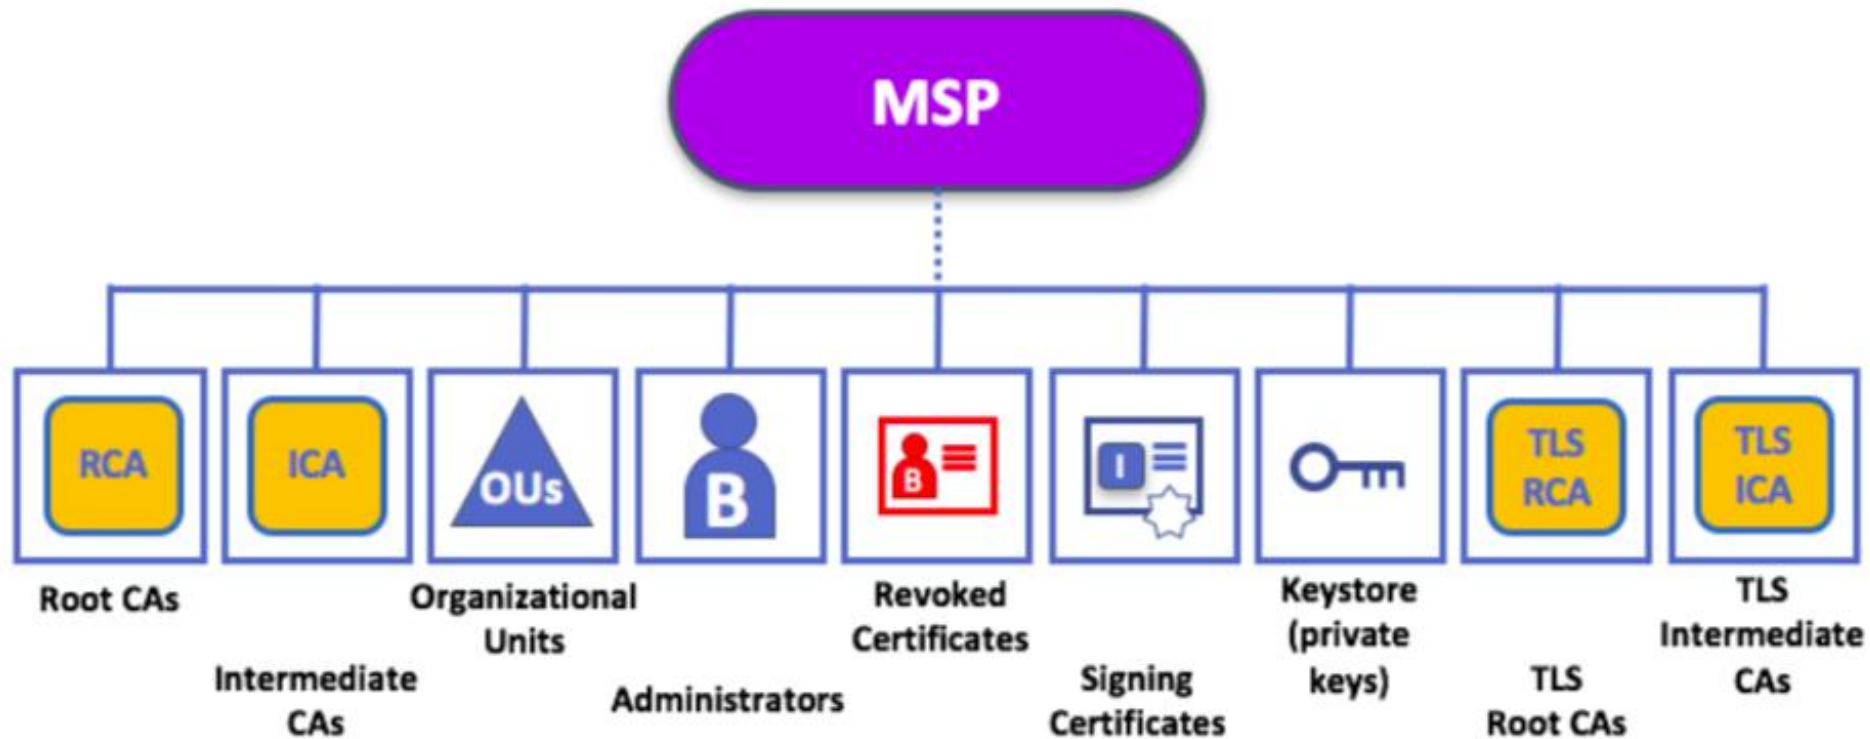 MSP
RCA
ICA
OUs
B
B
I
TLS
RCA
TLS
ICA
Root CAs
Intermediate
CAs
Organizational
Units
Administrators
Revoked
Certificates
Signing
Certificates
Keystore
(private
keys)
TLS
Root CAs
TLS
Intermediate
CAs